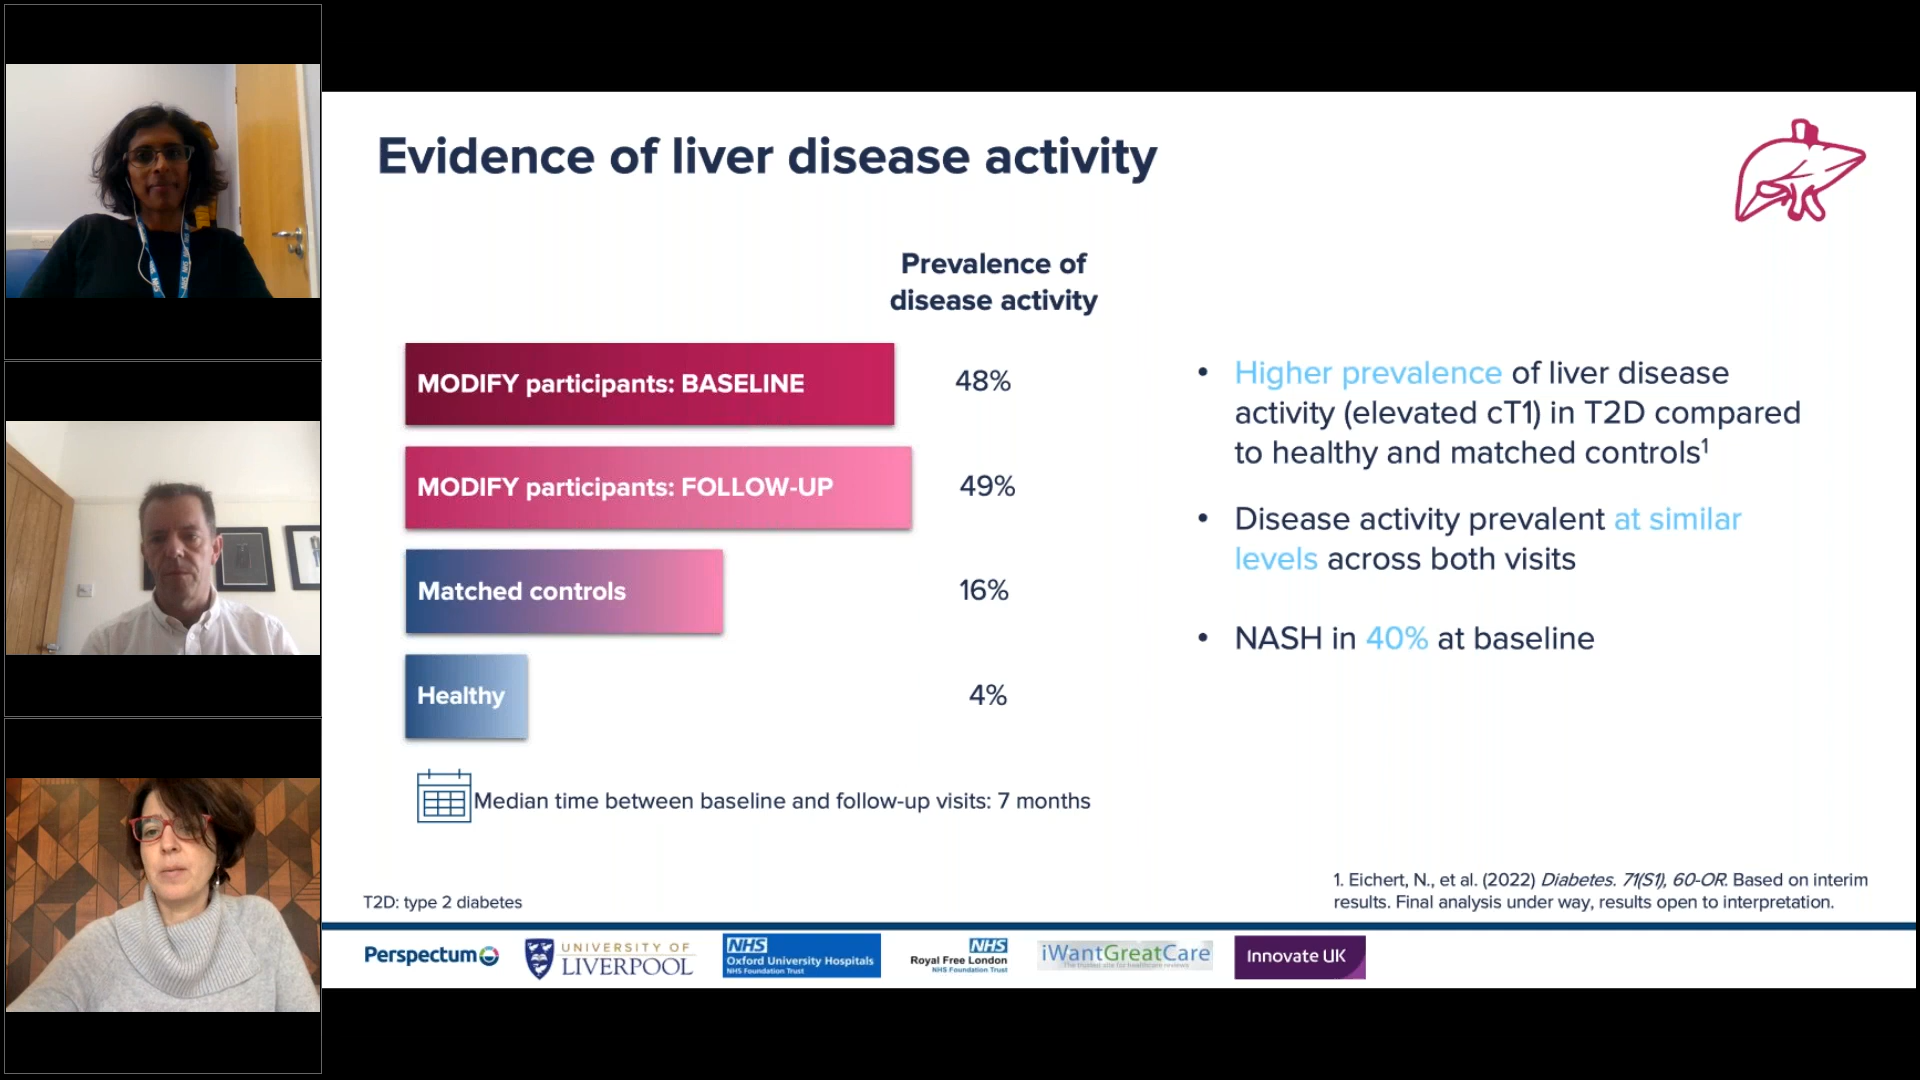 Evidence of liver disease activity
Prevalence of
disease activity
MODIFY participants: BASELINE
48%
MODIFY participants: FOLLOW-UP
49%
Matched controls
16%
Healthy
4%
Median time between baseline and follow-up visits: 7 months
• Higher prevalence of liver disease
activity (elevated cT1) in T2D compared
to healthy and matched controls1
• Disease activity prevalent at similar
levels across both visits
• NASH in 40% at baseline
1. Eichert, N., et al. (2022) Diabetes. 71(S1), 60-OR. Based on interim
results. Final analysis under way, results open to interpretation.
T2D: type 2 diabetes
Perspectum
UNIVERSITY OF
LIVERPOOL
NHS
Oxford University Hospitals
NHS Foundation Trust
NHS
Royal Free London
NHS Foundation Trust
iWantGreatCare
Innovate UK